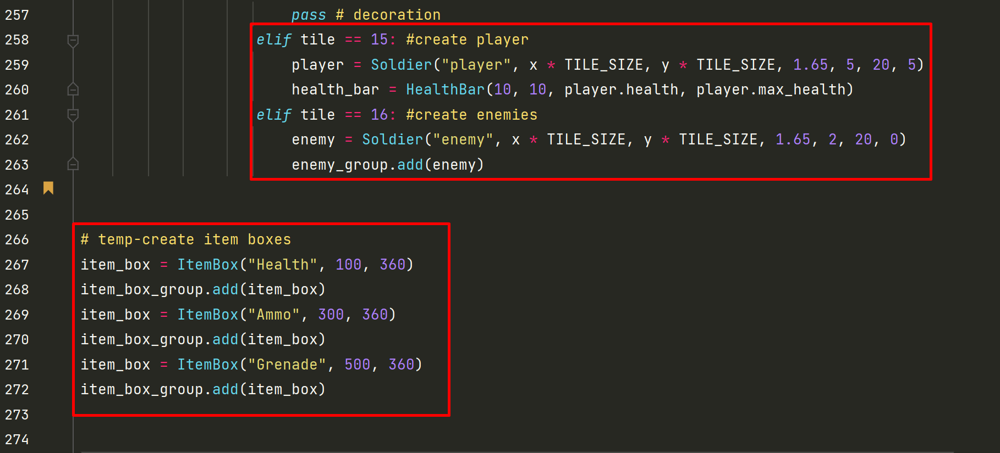 257 pass # decoration
258 elif tile == 15: #create player
259 player = Soldier("player", x * TILE_SIZE, y * TILE_SIZE, 1.65, 5, 20, 5)
260 health_bar = HealthBar(10, 10, player.health, player.max_health)
261 elif tile == 16: #create enemies
262 enemy = Soldier("enemy", x * TILE_SIZE, y * TILE_SIZE, 1.65, 2, 20, 0)
263 enemy_group.add(enemy)
264
265
266 # temp-create item boxes
267 item_box = ItemBox("Health", 100, 360)
268 item_box_group.add(item_box)
269 item_box = ItemBox("Ammo", 300, 360)
270 item_box_group.add(item_box)
271 item_box = ItemBox("Grenade", 500, 360)
272 item_box_group.add(item_box)
273
274